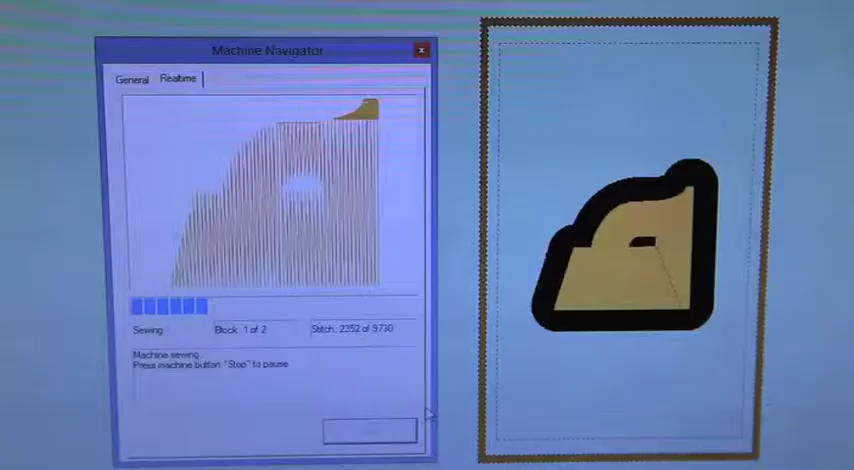 Machine Navigator
x
General Realtime
Sewing Block: 1 of 2 Stitch: 2352 of 9730
Machine sewing.
Press machine button "Stop" to pause